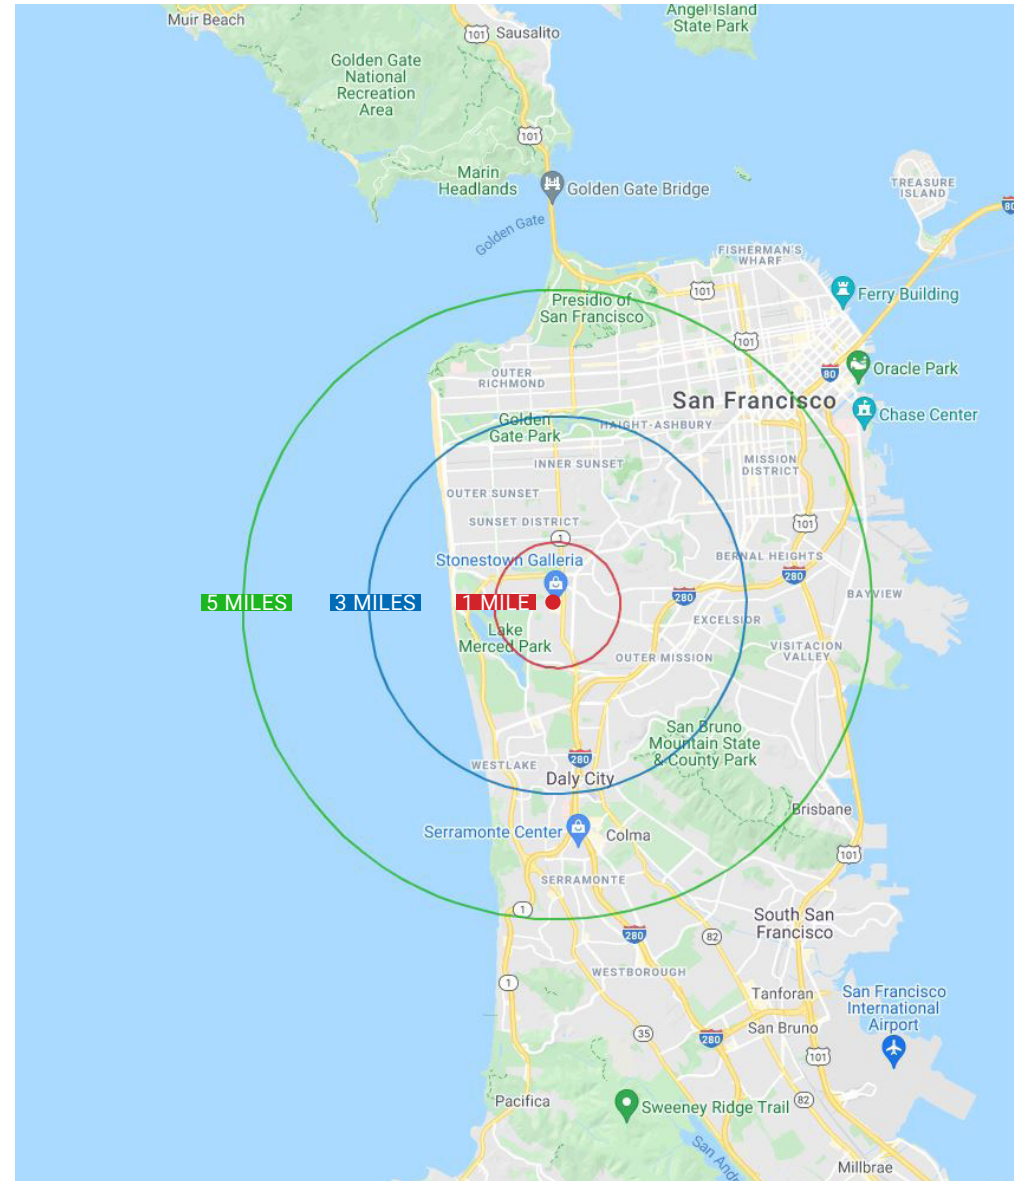 Muir Beach
101
Sausalito
Angel Island
State Park
Golden Gate
National
Recreation
Area
101
Marin
Headlands
Golden Gate Bridge
TREASURE
ISLAND
80
Golden Gate
FISHERMAN'S
WHARF
101
Ferry Building
Presidio of
San Francisco
101
OUTER
RICHMOND
80
Oracle Park
San Francisco
Chase Center
Golden
Gate Park
HAIGHT-ASHBURY
INNER SUNSET
MISSION
DISTRICT
OUTER SUNSET
SUNSET DISTRICT
101
1
Stonestown Galleria
BERNAL HEIGHTS
280
280
BAYVIEW
5 MILES
3 MILES
1 MILE
EXCELSIOR
Lake
Merced Park
OUTER MISSION
VISITACION
VALLEY
San Bruno
Mountain State
& County Park
280
WESTLAKE
Daly City
Brisbane
Serramonte Center
Colma
101
SERRAMONTE
1
South San
Francisco
280
82
WESTBOROUGH
1
Tanforan
San Francisco
International
Airport
35
280
San Bruno
101
Pacifica
Sweeney Ridge Trail
82
San Andr
Millbrae